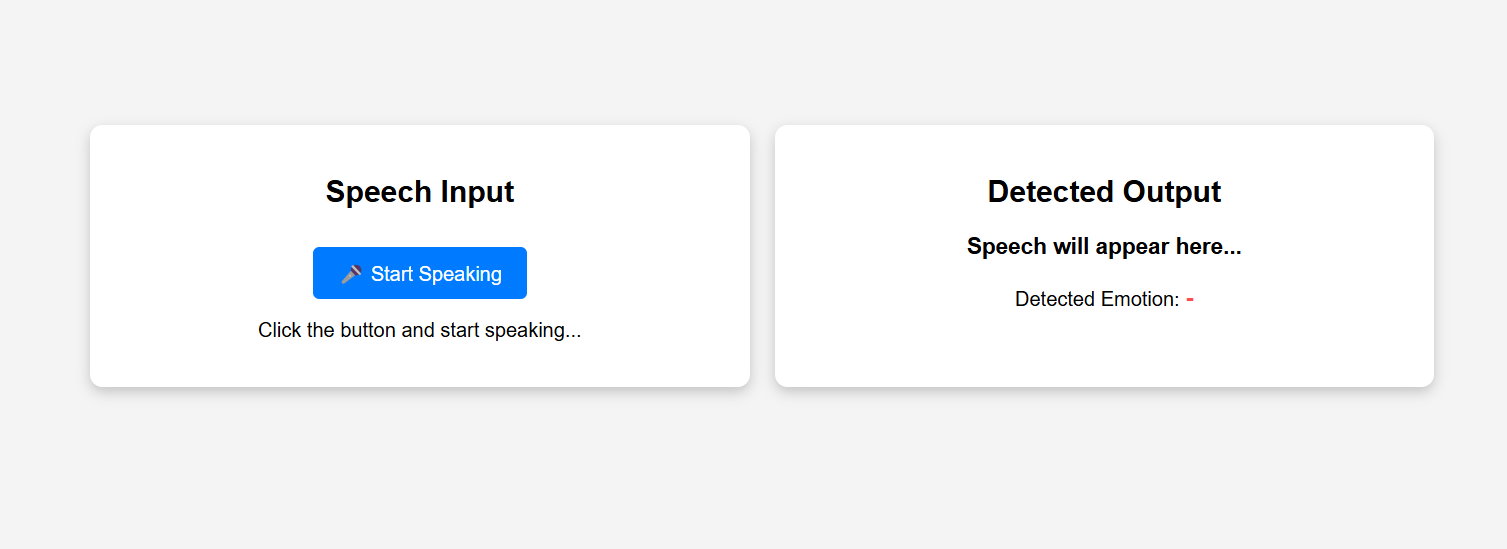 Speech Input
🎤 Start Speaking
Click the button and start speaking...
Detected Output
Speech will appear here...
Detected Emotion: -